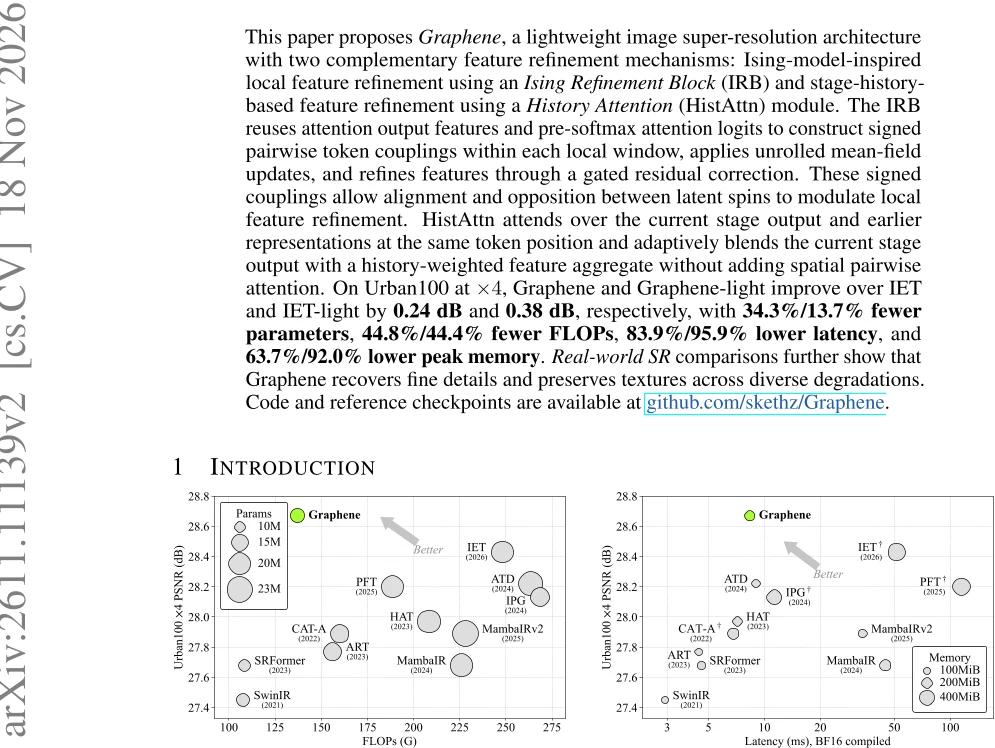 arXiv:2611.11139v2 [cs.CV] 18 Nov 2026
This paper proposes Graphene, a lightweight image super-resolution architecture
with two complementary feature refinement mechanisms: Ising-model-inspired
local feature refinement using an Ising Refinement Block (IRB) and stage-history-
based feature refinement using a History Attention (HistAttn) module. The IRB
reuses attention output features and pre-softmax attention logits to construct signed
pairwise token couplings within each local window, applies unrolled mean-field
updates, and refines features through a gated residual correction. These signed
couplings allow alignment and opposition between latent spins to modulate local
feature refinement. HistAttn attends over the current stage output and earlier
representations at the same token position and adaptively blends the current stage
output with a history-weighted feature aggregate without adding spatial pairwise
attention. On Urban100 at ×4, Graphene and Graphene-light improve over IET
and IET-light by 0.24 dB and 0.38 dB, respectively, with 34.3%/13.7% fewer
parameters, 44.8%/44.4% fewer FLOPs, 83.9%/95.9% lower latency, and
63.7%/92.0% lower peak memory. Real-world SR comparisons further show that
Graphene recovers fine details and preserves textures across diverse degradations.
Code and reference checkpoints are available at github.com/skethz/Graphene.
1 INTRODUCTION
Urban100 ×4 PSNR (dB)
28.8
28.6
28.4
28.2
28.0
27.8
27.6
27.4
Params
10M
15M
20M
23M
Graphene
Better
IET
(2026)
PFT
(2025)
ATD
(2024)
IPG
(2024)
HAT
(2023)
CAT-A
(2022)
ART
(2023)
MambaIRv2
(2025)
SRFormer
(2023)
MambaIR
(2024)
SwinIR
(2021)
100 125 150 175 200 225 250 275
FLOPs (G)
Urban100 ×4 PSNR (dB)
28.8
28.6
28.4
28.2
28.0
27.8
27.6
27.4
Graphene
Better
IET†
(2026)
ATD
(2024)
IPG†
(2024)
PFT†
(2025)
HAT
(2023)
CAT-A†
(2022)
MambaIRv2
(2025)
ART
(2023)
SRFormer
(2023)
MambaIR
(2024)
SwinIR
(2021)
Memory
100MiB
200MiB
400MiB
3 5 10 20 50 100
Latency (ms), BF16 compiled